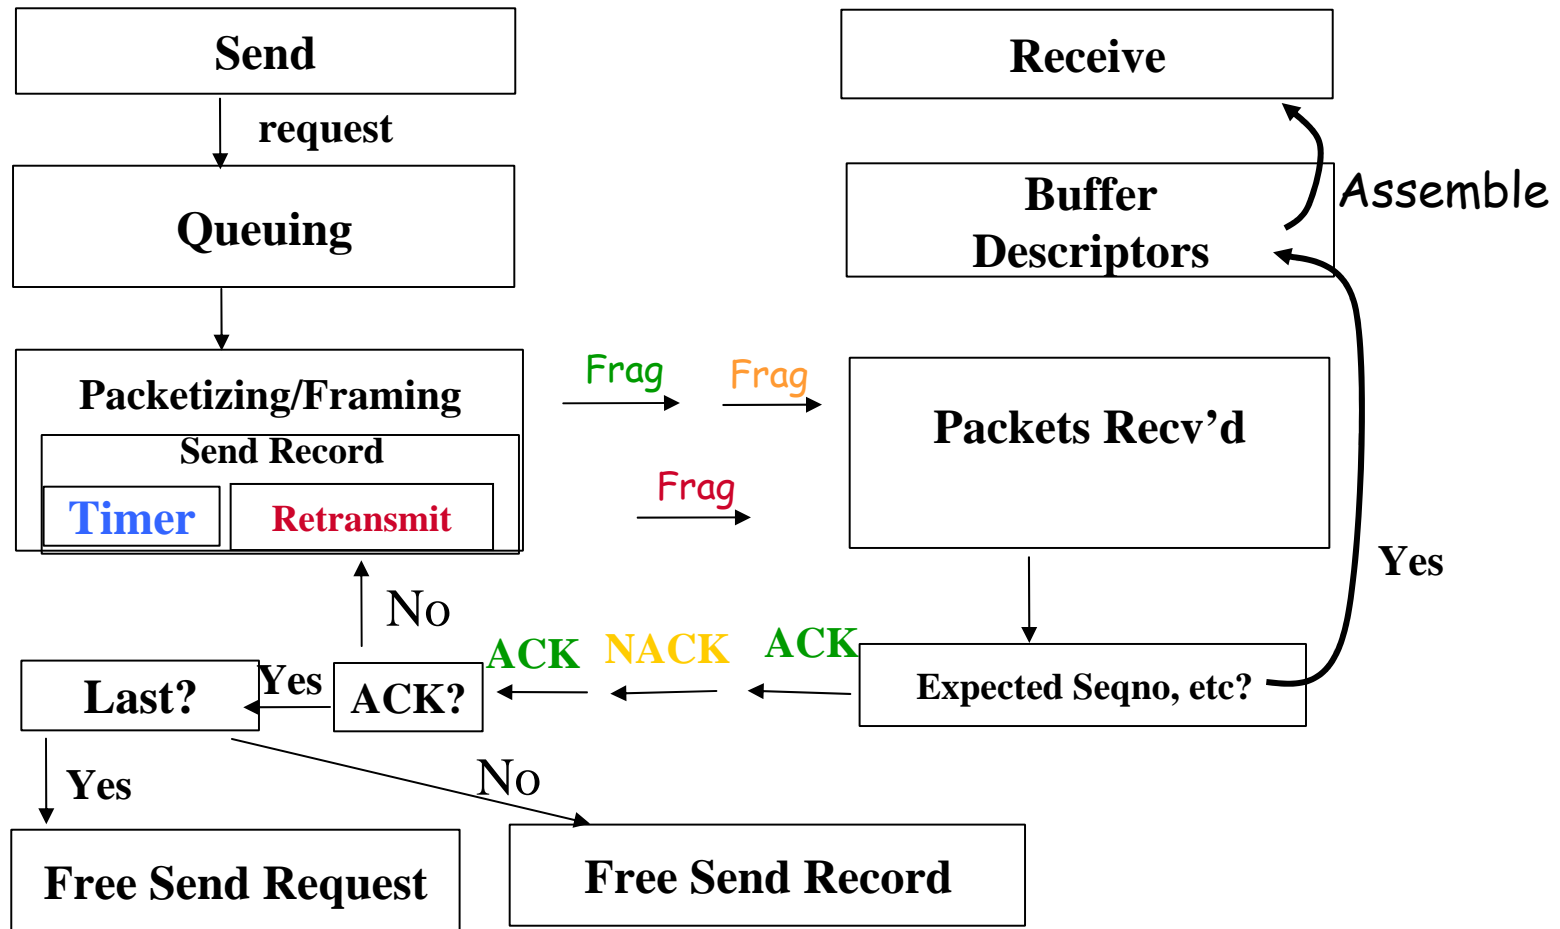 Send
Receive
request
Buffer
Descriptors
Assemble
Queuing
Packetizing/Framing
Frag
Frag
Packets Recv’d
Send Record
Timer
Retransmit
Frag
Yes
No
ACK
NACK
ACK
Last?
Yes
ACK?
Expected Seqno, etc?
Yes
No
Free Send Request
Free Send Record